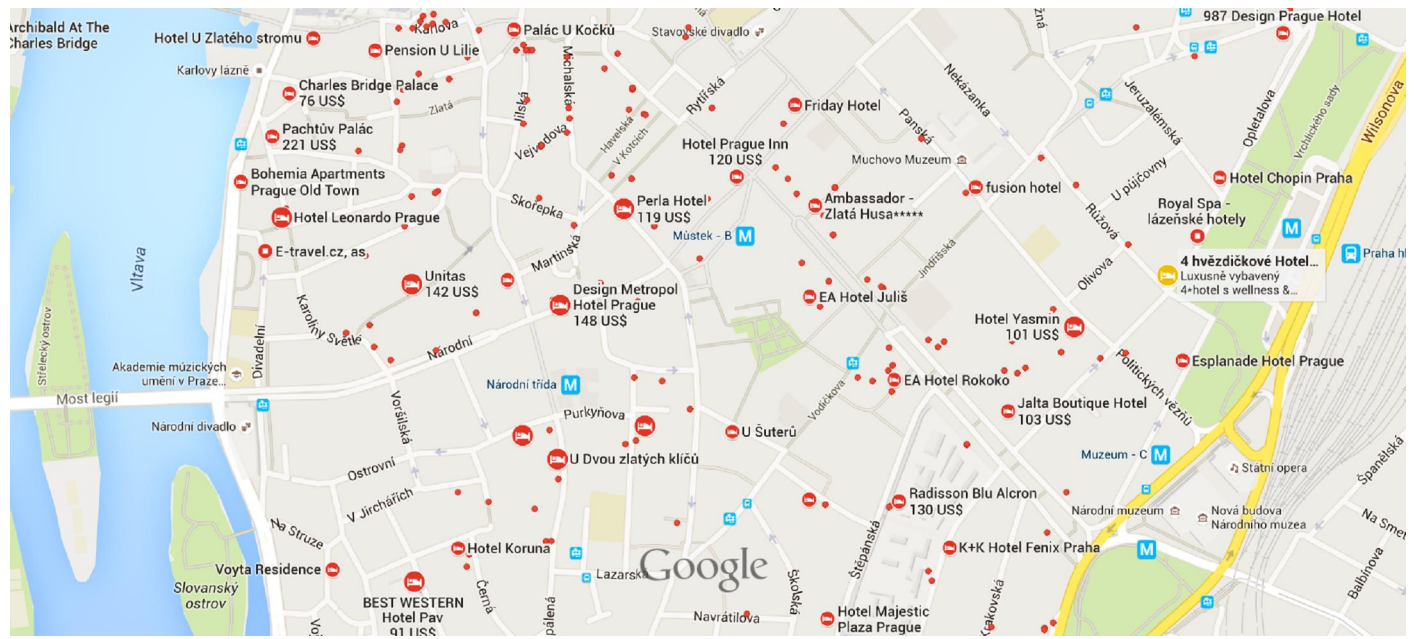 Archibald At The
Charles Bridge
Hotel U Zlatého stromu
Karlova
Palác U Kočků
Stavovské divadlo
987 Design Prague Hotel
Pension U Lilie
Karlovy lázně
Michalská
Rytířská
Nekázanka
Charles Bridge Palace
76 US$
Zlatá
Jilská
Friday Hotel
Panská
Jeruzalémská
Opletalova
Vrchlického sady
Wilsonova
Pachtův Palác
221 US$
Vejvodova
Havelská
V Kotcích
Hotel Prague Inn
120 US$
Muchovo Muzeum
Bohemia Apartments
Prague Old Town
U půjčovny
Hotel Chopin Praha
fusion hotel
Skořepka
Perla Hotel
119 US$
Ambassador -
Zlatá Husa*****
Royal Spa -
lázeňské hotely
Hotel Leonardo Prague
Růžová
Můstek - B
Martinská
Jindřišská
E-travel.cz, as
Vltava
Praha hl
4 hvězdičkové Hotel...
Luxusně vybavený
4+hotel s wellness &...
Unitas
142 US$
Olivova
Design Metropol
Hotel Prague
148 US$
EA Hotel Juliš
Karoliny Světlé
Hotel Yasmin
101 US$
Divadelní
Národní
Střelecký ostrov
Politických vězňů
Esplanade Hotel Prague
Akademie múzických
umění v Praze...
Národní třída
EA Hotel Rokoko
Vodičkova
Most legií
Voršilská
Purkyňova
Jalta Boutique Hotel
103 US$
Národní divadlo
U Šuterů
Muzeum - C
Ostrovní
U Dvou zlatých klíčů
Státní opera
Španělská
V Jirchářích
Radisson Blu Alcron
130 US$
Národní muzeum
Nová budova
Národního muzea
Na Struze
Na Smet
Hotel Koruna
K+K Hotel Fenix Praha
Štěpánská
Voyta Residence
Google
Lazarská
Školská
Balbínova
Slovanský
ostrov
Černá
BEST WESTERN
Hotel Pav
91 US$
pálená
Navrátilova
Hotel Majestic
Plaza Prague
Krakovská